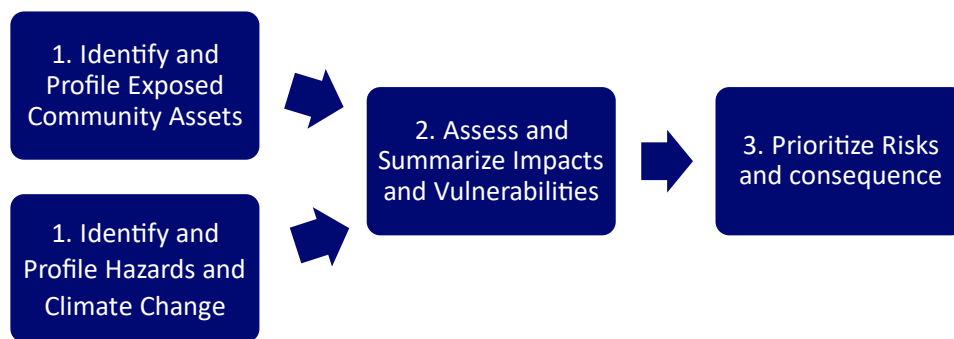 1. Identify and
Profile Exposed
Community Assets
1. Identify and
Profile Hazards and
Climate Change
2. Assess and
Summarize Impacts
and Vulnerabilities
3. Prioritize Risks
and consequence